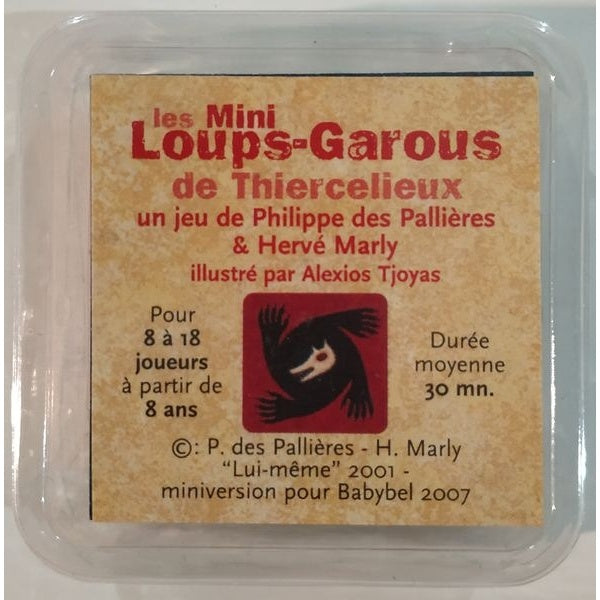 les Mini
Loups-Garous
de Thiercelieux
un jeu de Philippe des Pallières
& Hervé Marly
illustré par Alexios Tjoyas
Pour
8 à 18
joueurs
à partir de
8 ans
Durée
moyenne
30 mn.
©: P. des Pallières - H. Marly
“Lui-même” 2001 -
miniversion pour Babybel 2007